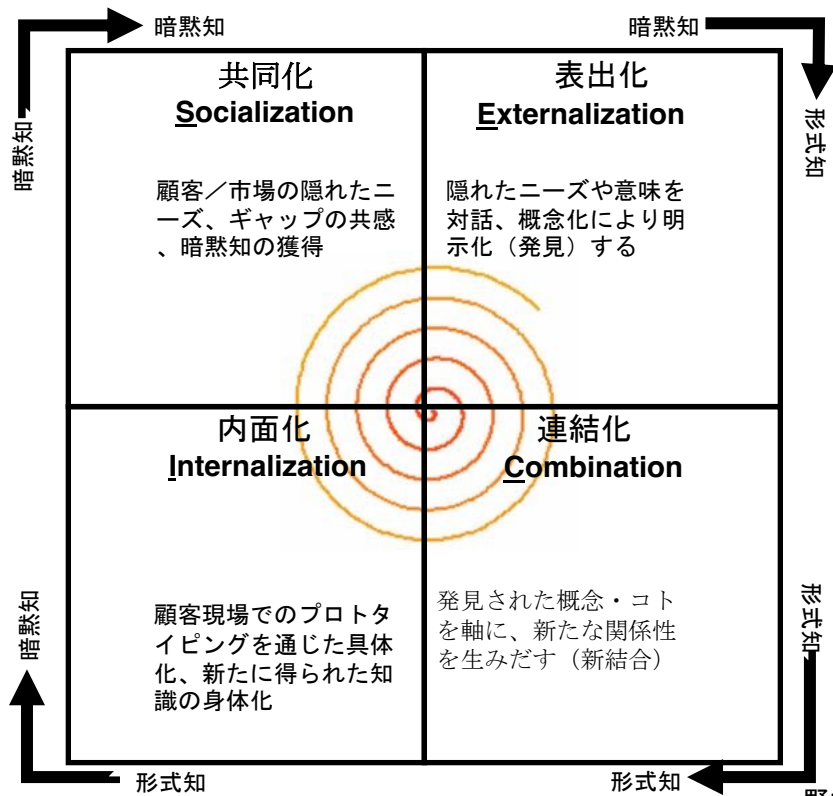 暗黙知
暗黙知
暗黙知
形式知
共同化
Socialization
顧客／市場の隠れたニ
ーズ、ギャップの共感
、暗黙知の獲得
表出化
Externalization
隠れたニーズや意味を
対話、概念化により明
示化（発見）する
内面化
Internalization
顧客現場でのプロトタ
イピングを通じた具体
化、新たに得られた知
識の身体化
連結化
Combination
発見された概念・コト
を軸に、新たな関係性
を生みだす（新結合）
暗黙知
形式知
形式知
形式知